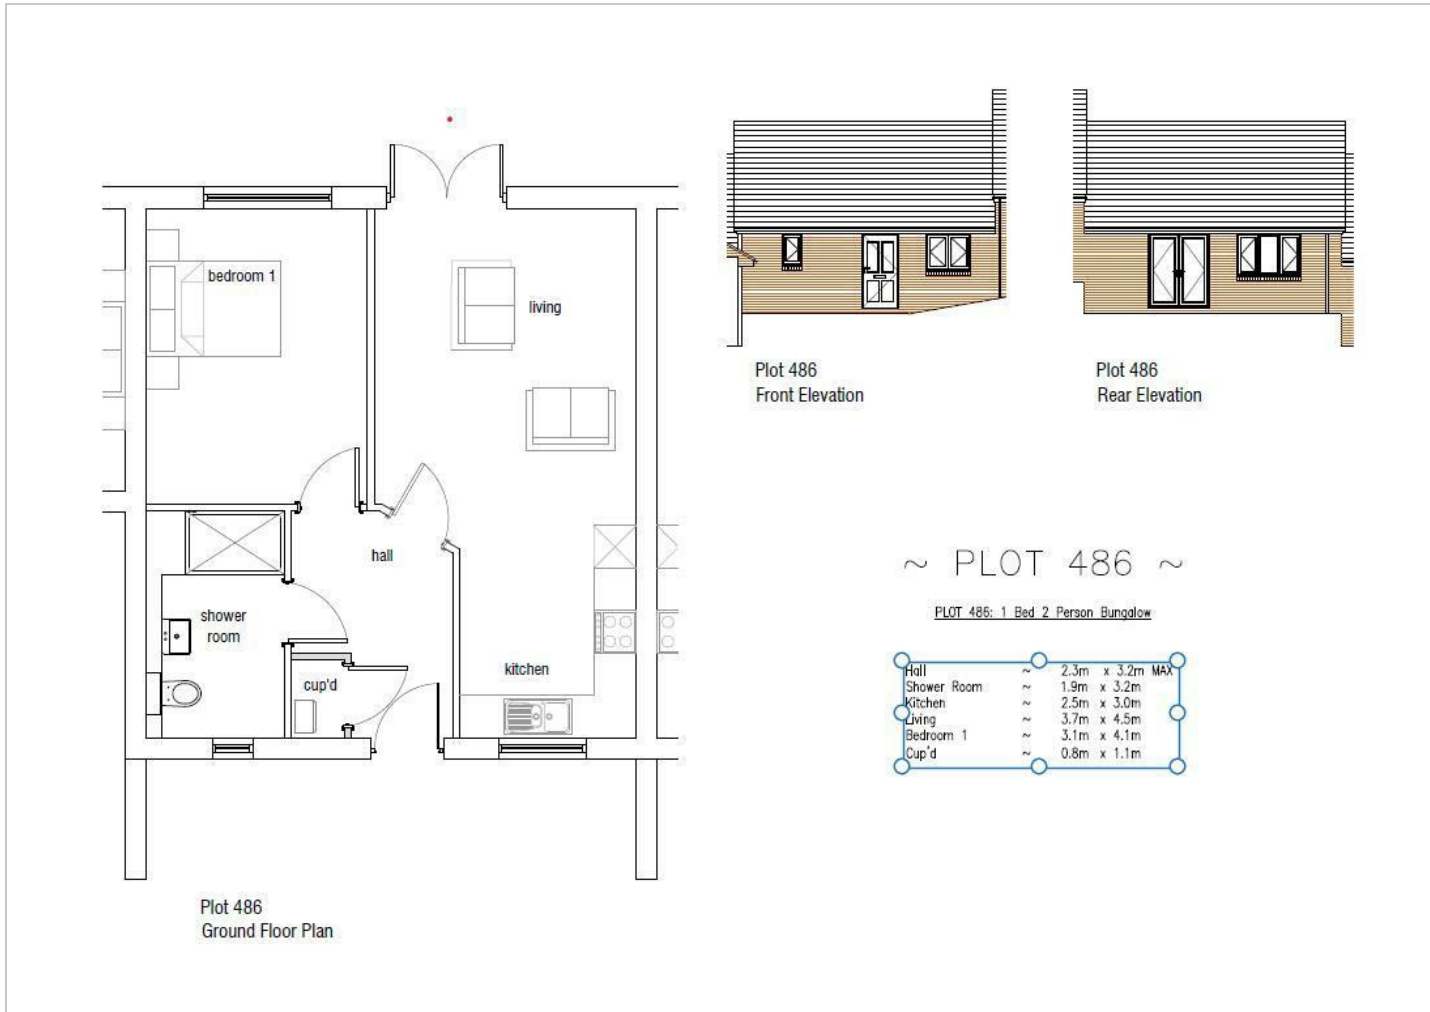 bedroom 1
living
hall
shower
room
kitchen
cup'd
Plot 486
Ground Floor Plan
Plot 486
Front Elevation
Plot 486
Rear Elevation
~ PLOT 486 ~
PLOT 486: 1 Bed 2 Person Bungalow
Hall ~ 2.3m x 3.2m MAX
Shower Room ~ 1.9m x 3.2m
Kitchen ~ 2.5m x 3.0m
Living ~ 3.7m x 4.5m
Bedroom 1 ~ 3.1m x 4.1m
Cup'd ~ 0.8m x 1.1m